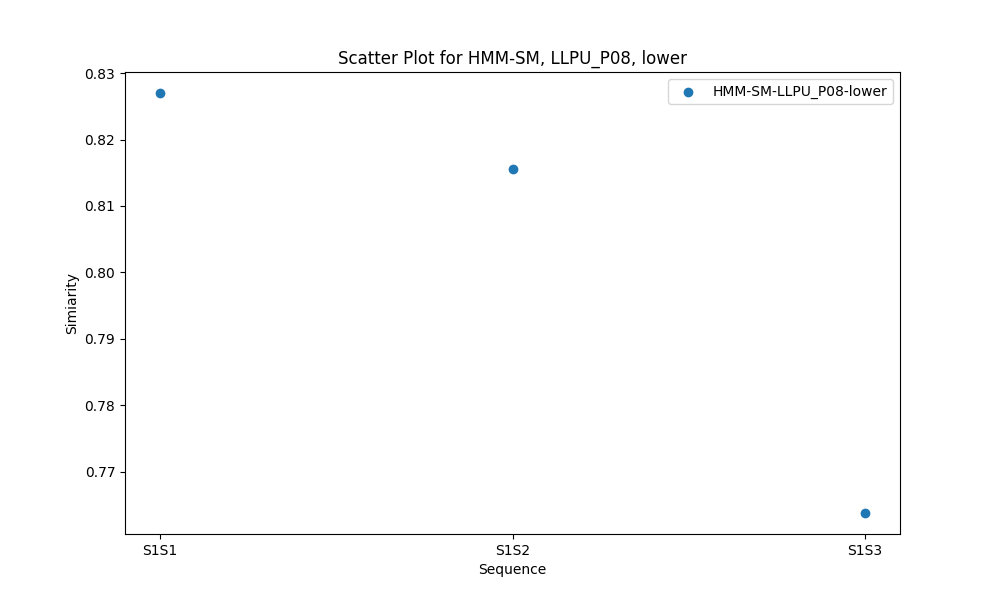 Scatter Plot for HMM-SM, LLPU_P08, lower
HMM-SM-LLPU_P08-lower
0.83
0.82
0.81
0.80
0.79
0.78
0.77
Simiarity
S1S1 S1S2 S1S3
Sequence